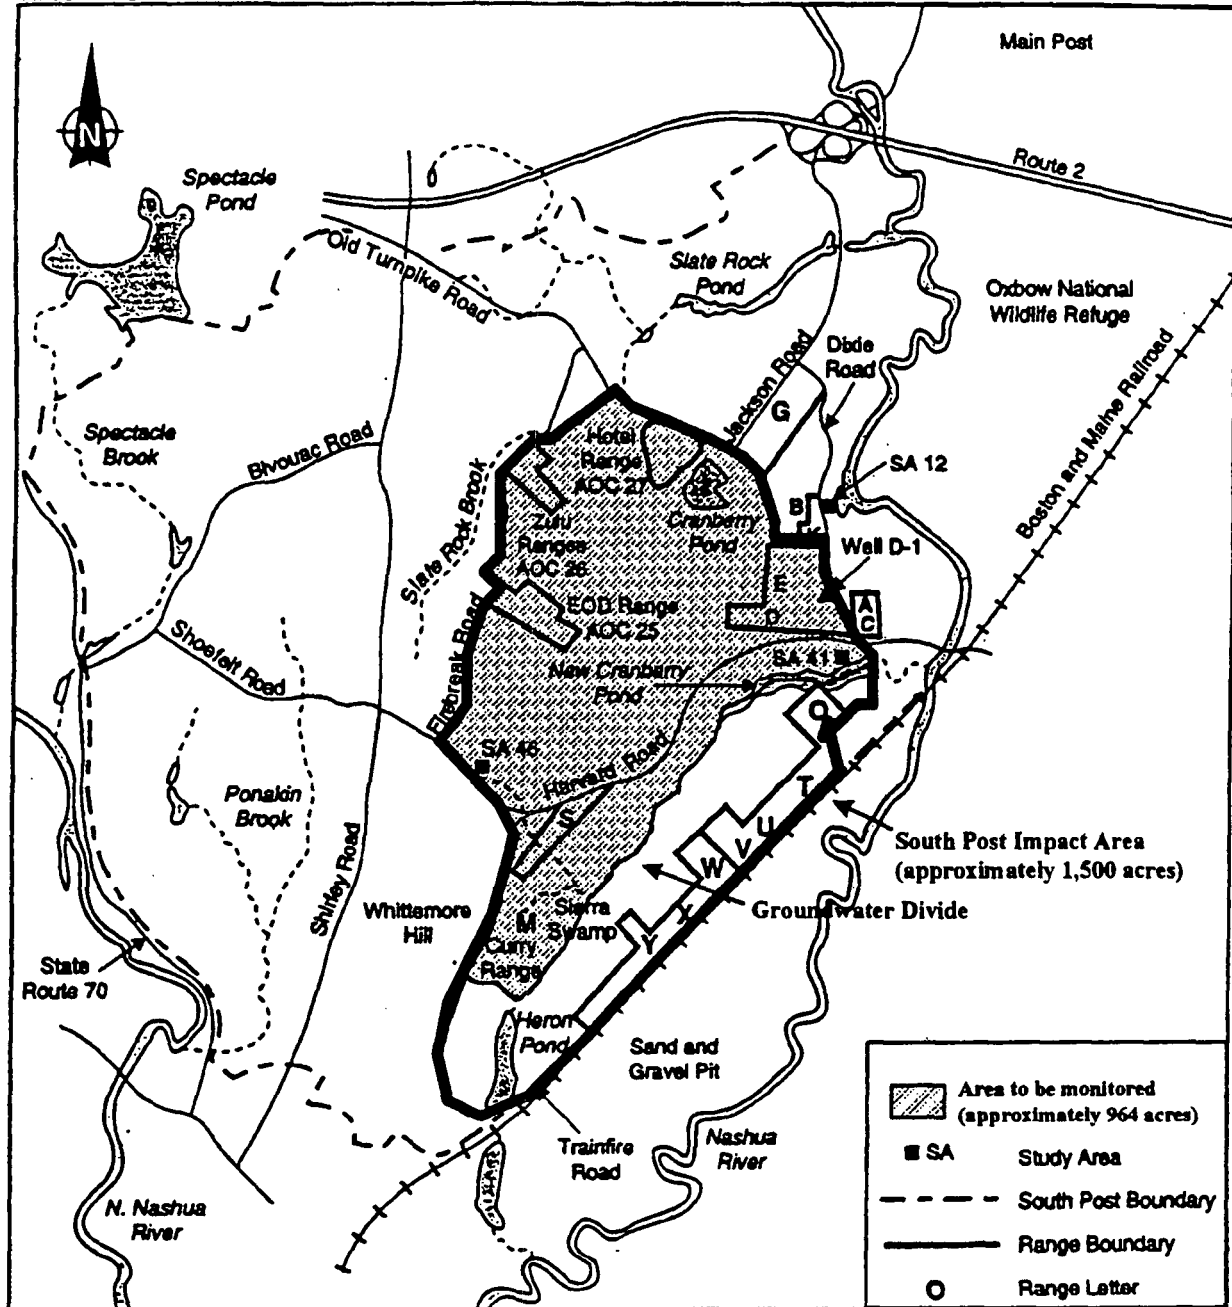 Main Post
N
Route 2
Spectacle
Pond
Old Turnpike Road
Slate Rock
Pond
Oxbow National
Wildlife Refuge
Jackson Road
Dixie
Road
Boston and Maine Railroad
G
Spectacle
Brook
Bivouac Road
Hotel
Range
AOC 27
Slate Rock Brook
Cranberry
Pond
SA 12
B
K
Zulu
Ranges
AOC 26
Well D-1
E
D
A
C
EOD Range
AOC 25
Shoefelt Road
Firebreak Road
New Cranberry
Pond
SA 41
O
SA 46
Harvard Road
T
Ponakin
Brook
S
U
V
W
South Post Impact Area
(approximately 1,500 acres)
Shirley Road
Whittemore
Hill
M
Sierra
Swamp
X
Groundwater Divide
Y
Curry
Range
State
Route 70
Heron
Pond
Sand and
Gravel Pit
Trainfire
Road
Nashua
River
N. Nashua
River
Area to be monitored
(approximately 964 acres)
SA Study Area
South Post Boundary
Range Boundary
O Range Letter